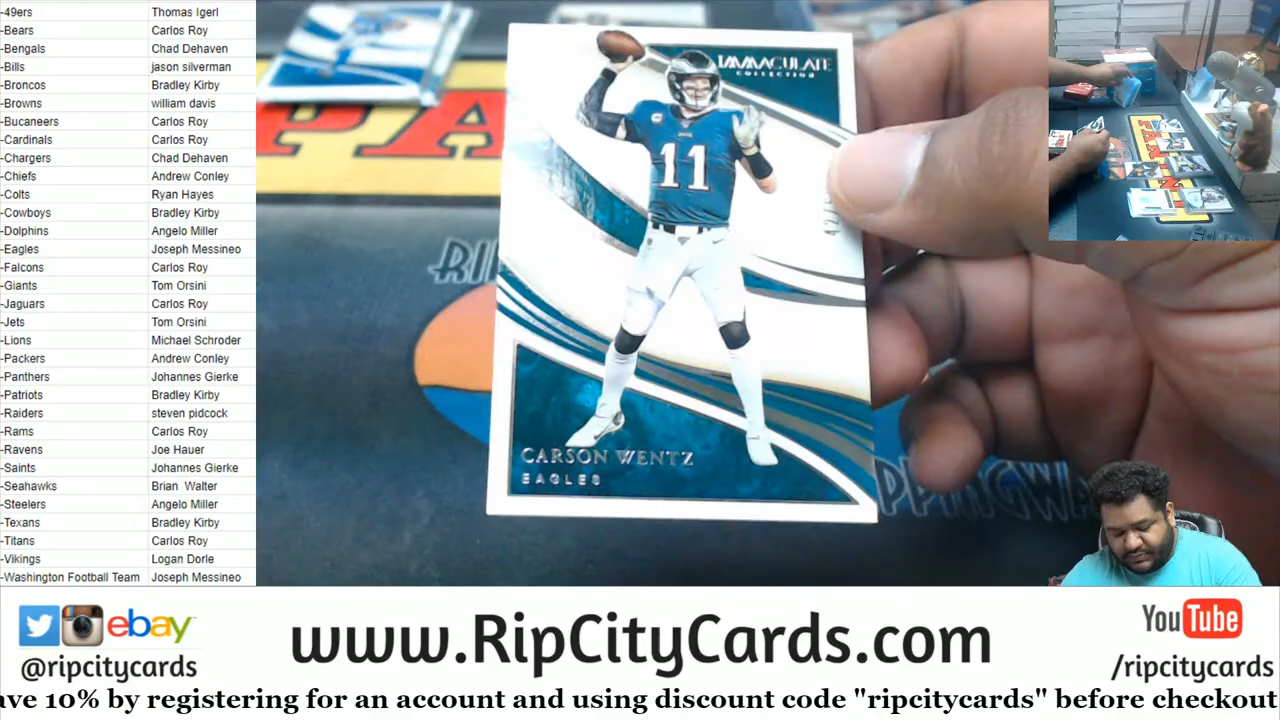 -49ers Thomas Igerl
-Bears Carlos Roy
-Bengals Chad Dehaven
-Bills jason silverman
-Broncos Bradley Kirby
-Browns william davis
-Bucaneers Carlos Roy
-Cardinals Carlos Roy
-Chargers Chad Dehaven
-Chiefs Andrew Conley
-Colts Ryan Hayes
-Cowboys Bradley Kirby
-Dolphins Angelo Miller
-Eagles Joseph Messineo
-Falcons Carlos Roy
-Giants Tom Orsini
-Jaguars Carlos Roy
-Jets Tom Orsini
-Lions Michael Schroder
-Packers Andrew Conley
-Panthers Johannes Gierke
-Patriots Bradley Kirby
-Raiders steven pidcock
-Rams Carlos Roy
-Ravens Joe Hauer
-Saints Johannes Gierke
-Seahawks Brian Walter
-Steelers Angelo Miller
-Texans Bradley Kirby
-Titans Carlos Roy
-Vikings Logan Dorle
-Washington Football Team Joseph Messineo
IMMACULATE
COLLECTION
11
CARSON WENTZ
EAGLES
ebay
@ripcitycards
www.RipCityCards.com
YouTube
/ripcitycards
ave 10% by registering for an account and using discount code "ripcitycards" before checkout